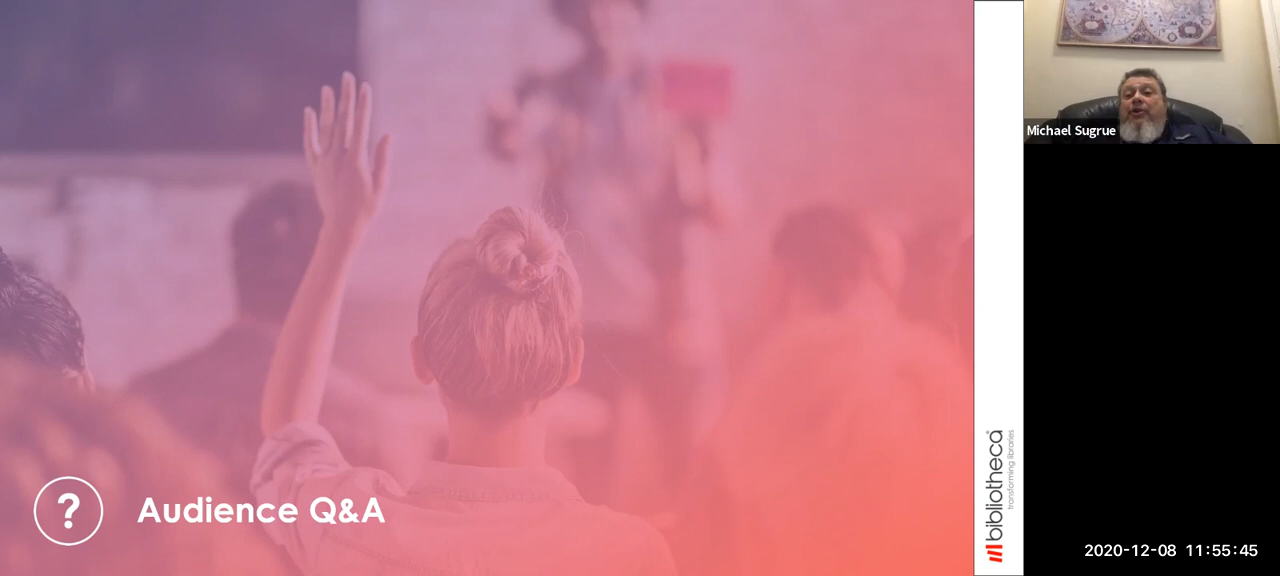 ? Audience Q&A
bibliotheca
transforming libraries
Michael Sugrue
2020-12-08 11:55:45